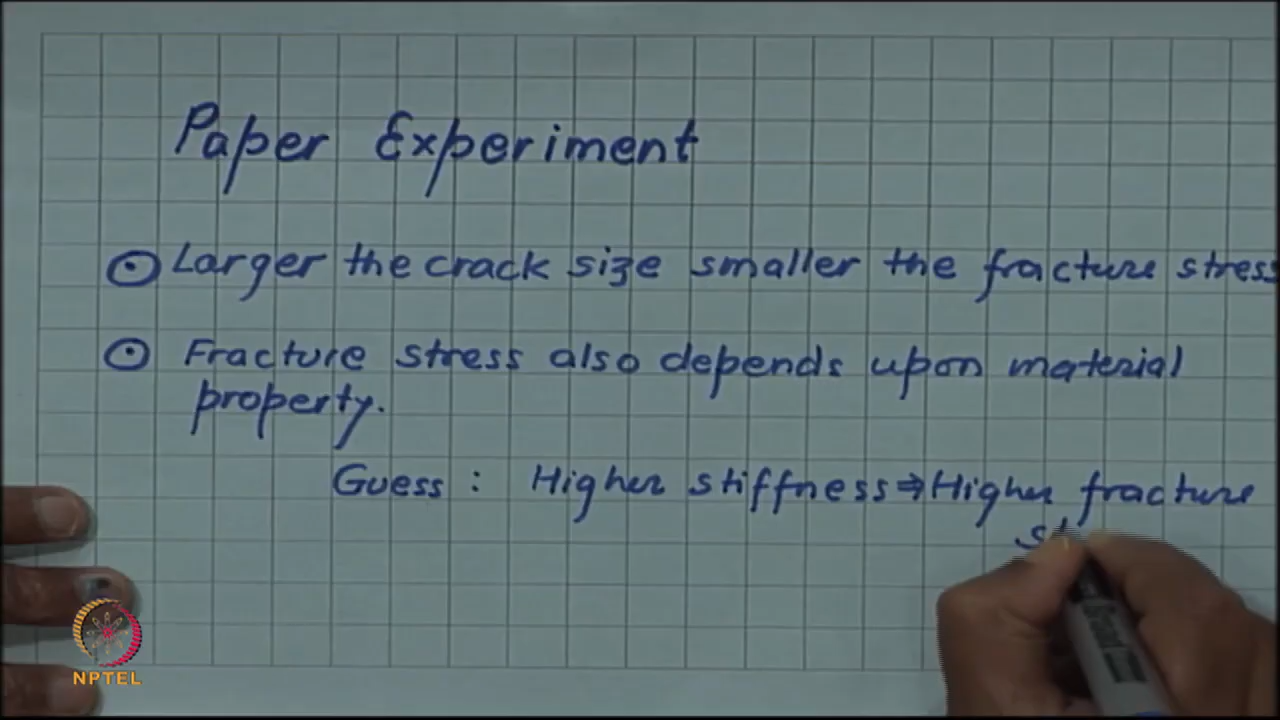 Paper Experiment
⊙ Larger the crack size smaller the fracture stress
⊙ Fracture stress also depends upon material
property.
Guess : Higher stiffness ⇒ Higher fracture
st
NPTEL